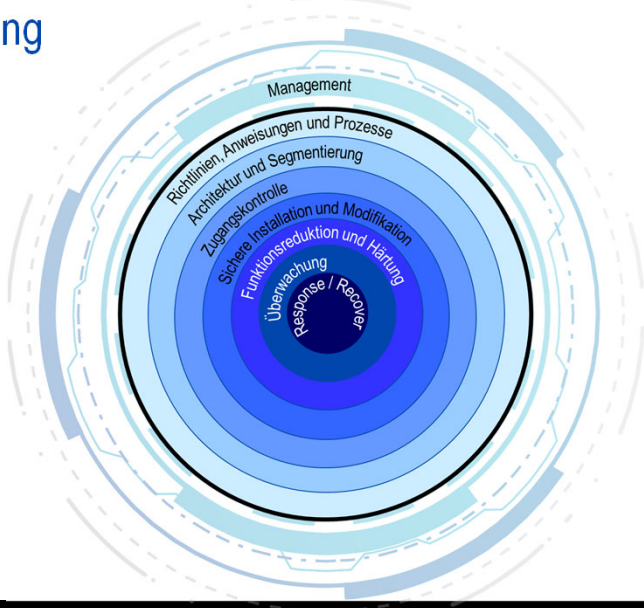 ng
Management
Richtlinien, Anweisungen und Prozesse
Architektur und Segmentierung
Zugangskontrolle
Sichere Installation und Modifikation
Funktionsreduktion und Härtung
Überwachung
Response / Recover